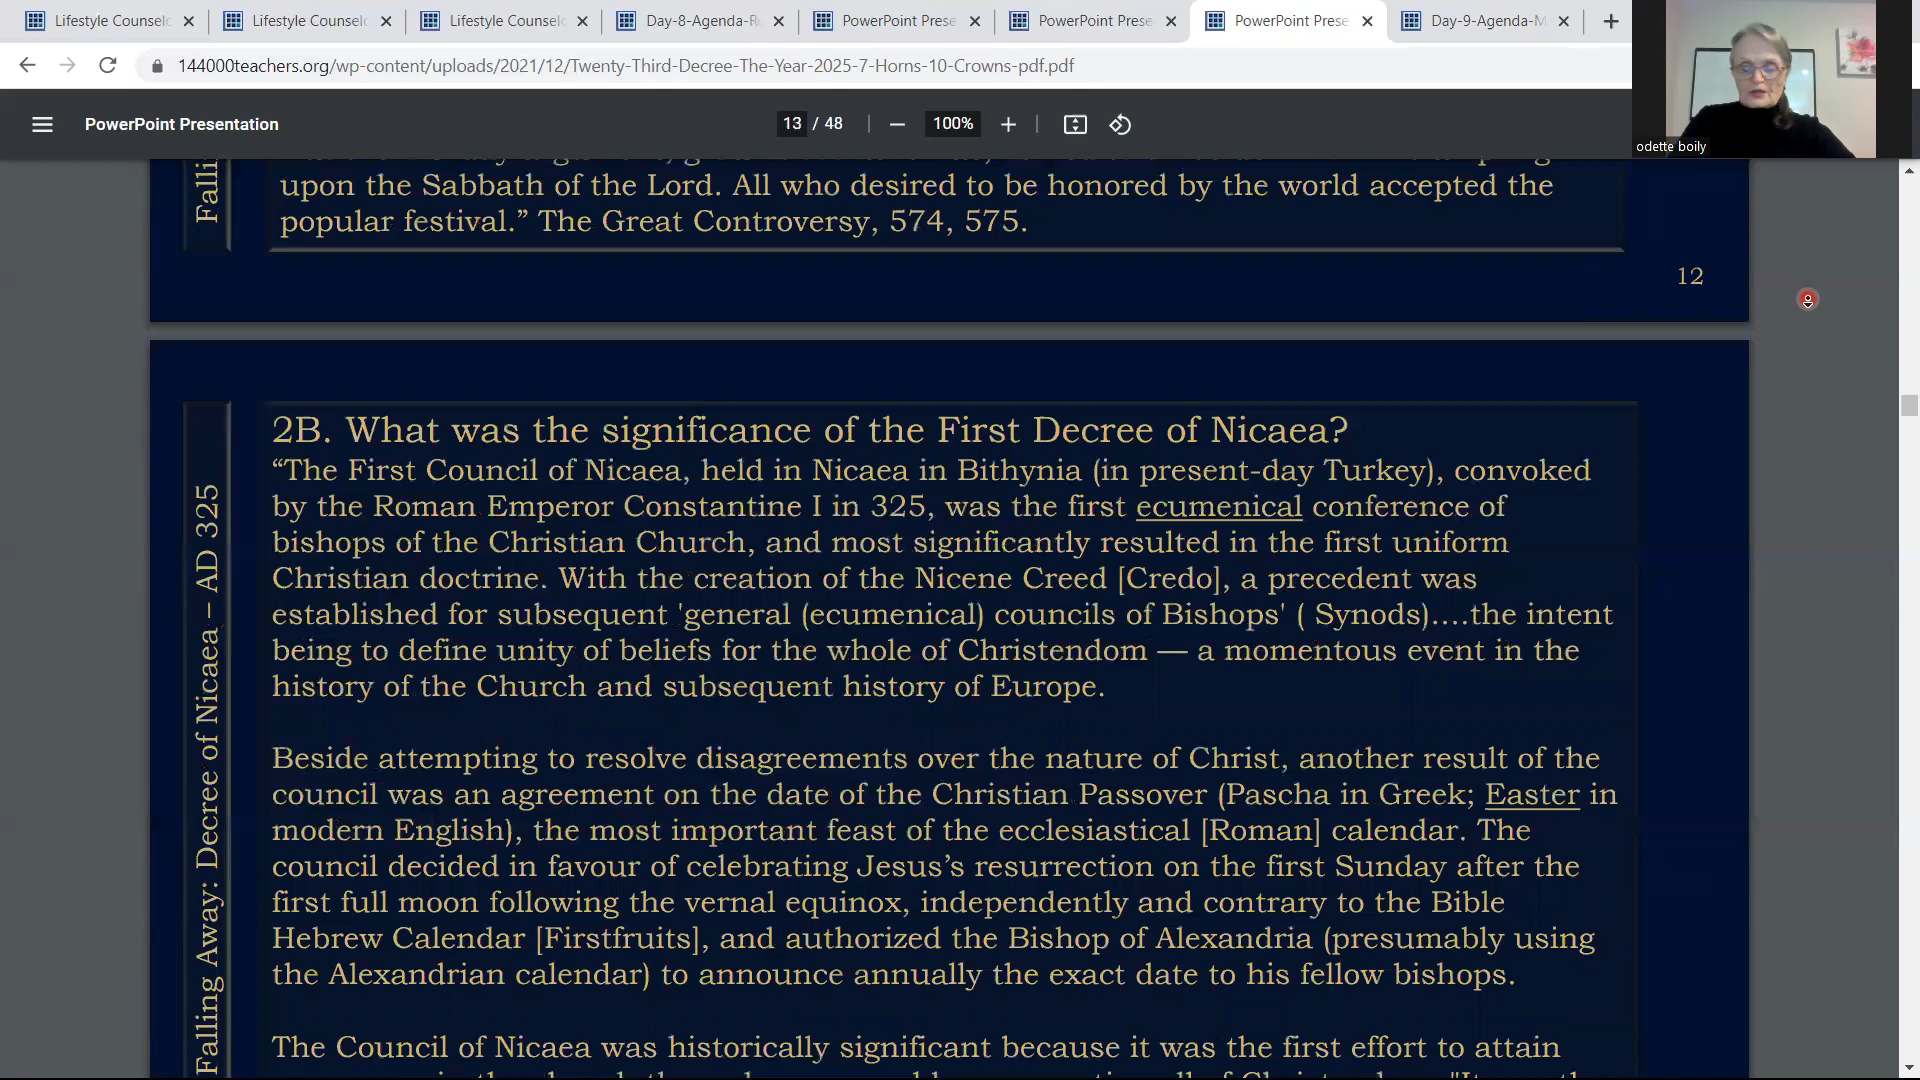 Lifestyle Counsel
Lifestyle Counsel
Lifestyle Counsel
Day-8-Agenda-R
PowerPoint Prese
PowerPoint Prese
PowerPoint Prese
Day-9-Agenda-M
144000teachers.org/wp-content/uploads/2021/12/Twenty-Third-Decree-The-Year-2025-7-Horns-10-Crowns-pdf.pdf
PowerPoint Presentation
13 / 48
100%
odette boily
Falli
upon the Sabbath of the Lord. All who desired to be honored by the world accepted the
popular festival.” The Great Controversy, 574, 575.
12
Falling Away: Decree of Nicaea – AD 325
2B. What was the significance of the First Decree of Nicaea?
“The First Council of Nicaea, held in Nicaea in Bithynia (in present-day Turkey), convoked
by the Roman Emperor Constantine I in 325, was the first ecumenical conference of
bishops of the Christian Church, and most significantly resulted in the first uniform
Christian doctrine. With the creation of the Nicene Creed [Credo], a precedent was
established for subsequent 'general (ecumenical) councils of Bishops' ( Synods)....the intent
being to define unity of beliefs for the whole of Christendom — a momentous event in the
history of the Church and subsequent history of Europe.
Beside attempting to resolve disagreements over the nature of Christ, another result of the
council was an agreement on the date of the Christian Passover (Pascha in Greek; Easter in
modern English), the most important feast of the ecclesiastical [Roman] calendar. The
council decided in favour of celebrating Jesus’s resurrection on the first Sunday after the
first full moon following the vernal equinox, independently and contrary to the Bible
Hebrew Calendar [Firstfruits], and authorized the Bishop of Alexandria (presumably using
the Alexandrian calendar) to announce annually the exact date to his fellow bishops.
The Council of Nicaea was historically significant because it was the first effort to attain